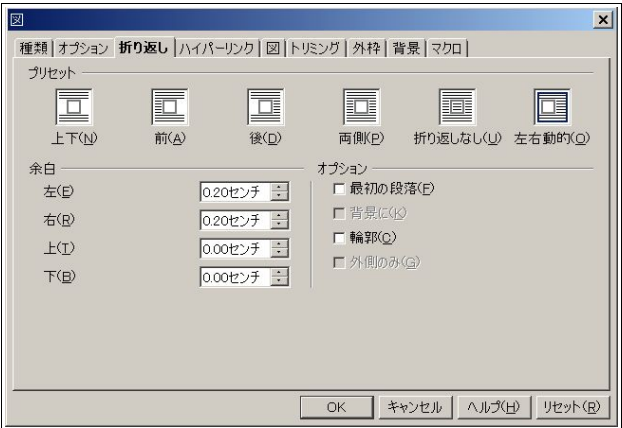 図
種類 オプション 折り返し ハイパーリンク 図 トリミング 外枠 背景 マクロ
プリセット
上下(N) 前(A) 後(D) 両側(P) 折り返しなし(U) 左右動的(O)
余白 オプション
左(E) 0.20センチ 最初の段落(F)
右(R) 0.20センチ 背景に(K)
上(T) 0.00センチ 輪郭(C)
下(B) 0.00センチ 外側のみ(G)
OK キャンセル ヘルプ(H) リセット(R)